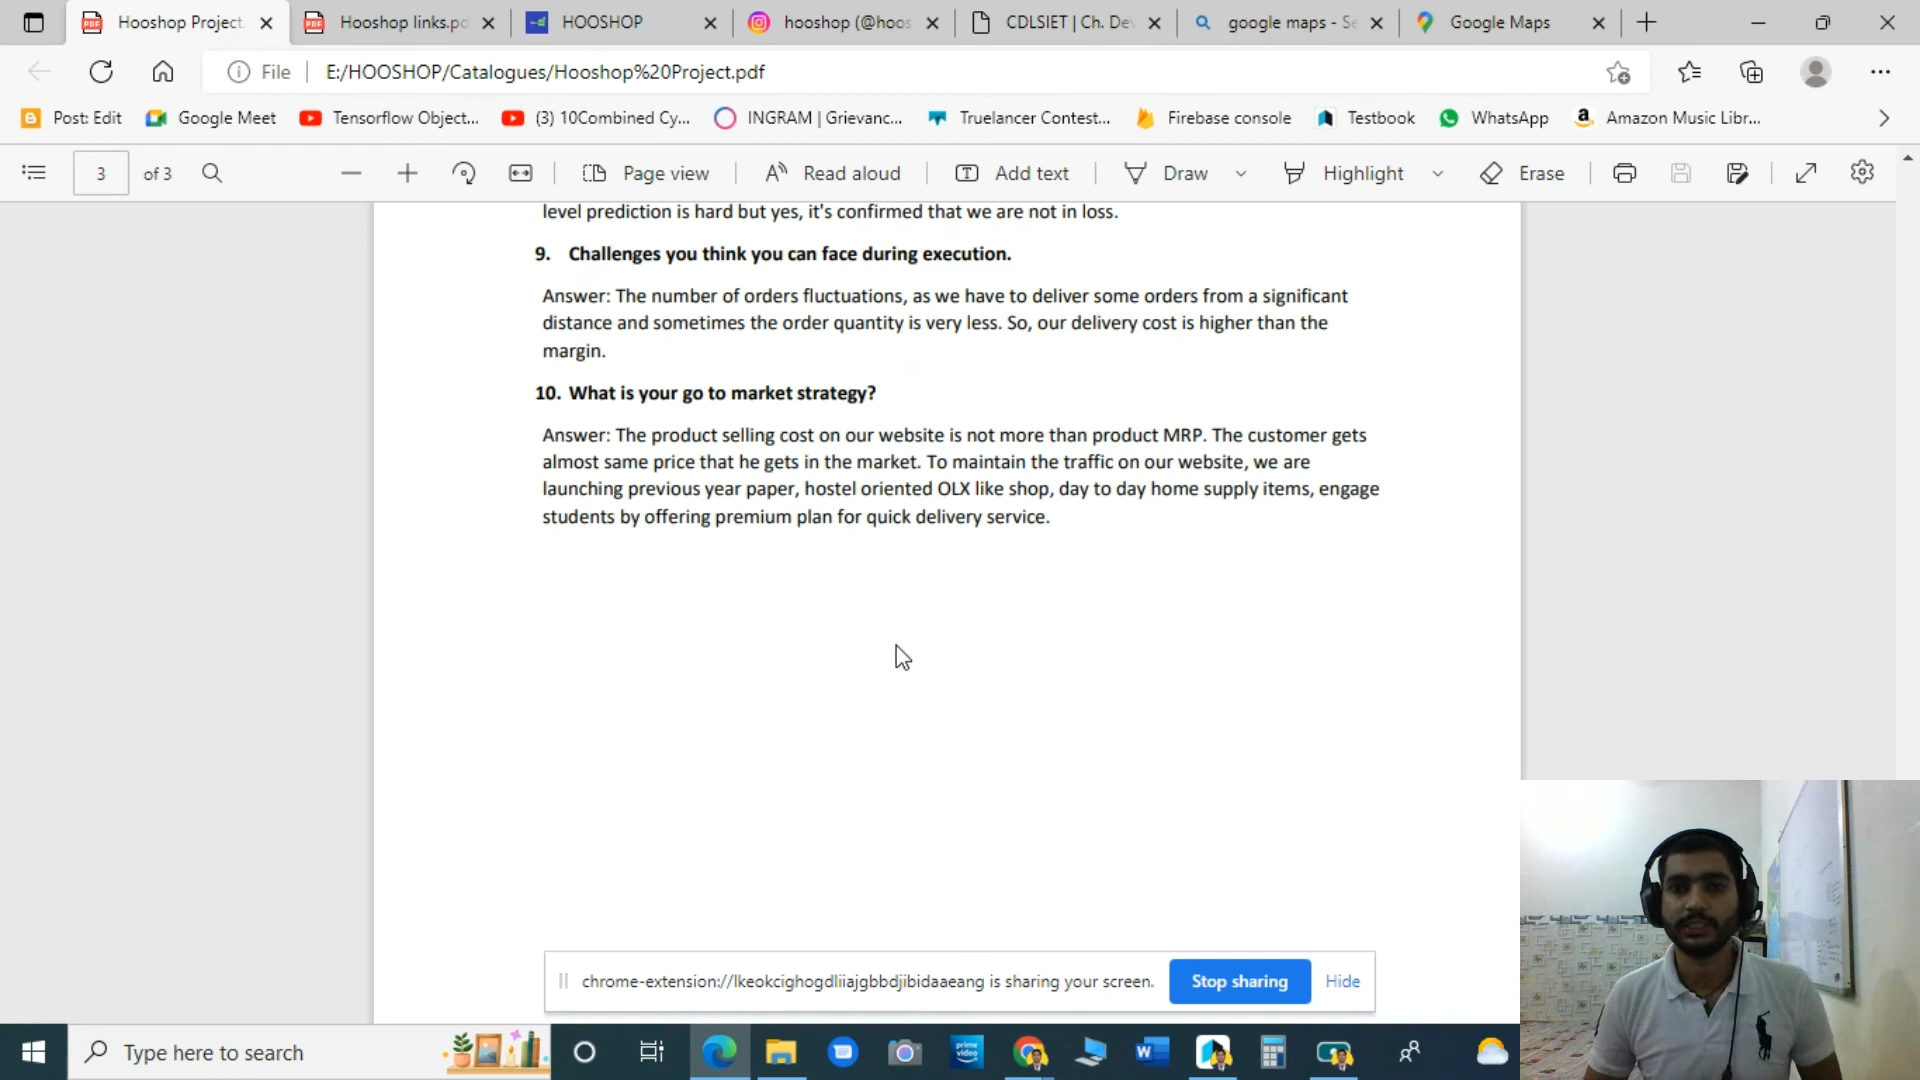 Hooshop Project.
Hooshop links.pd
HOOSHOP
hooshop (@hoos
CDLSIET | Ch. De
google maps - Se
Google Maps
File
E:/HOOSHOP/Catalogues/Hooshop%20Project.pdf
Post: Edit
Google Meet
Tensorflow Object...
(3) 10Combined Cy...
INGRAM | Grievanc...
Truelancer Contest...
Firebase console
Testbook
WhatsApp
Amazon Music Libr...
3
of 3
Page view
Read aloud
Add text
Draw
Highlight
Erase
level prediction is hard but yes, it's confirmed that we are not in loss.
9. Challenges you think you can face during execution.
Answer: The number of orders fluctuations, as we have to deliver some orders from a significant
distance and sometimes the order quantity is very less. So, our delivery cost is higher than the
margin.
10. What is your go to market strategy?
Answer: The product selling cost on our website is not more than product MRP. The customer gets
almost same price that he gets in the market. To maintain the traffic on our website, we are
launching previous year paper, hostel oriented OLX like shop, day to day home supply items, engage
students by offering premium plan for quick delivery service.
chrome-extension://lkeokcighogdliiajgbbdjibidaaeang is sharing your screen.
Stop sharing
Hide
Type here to search